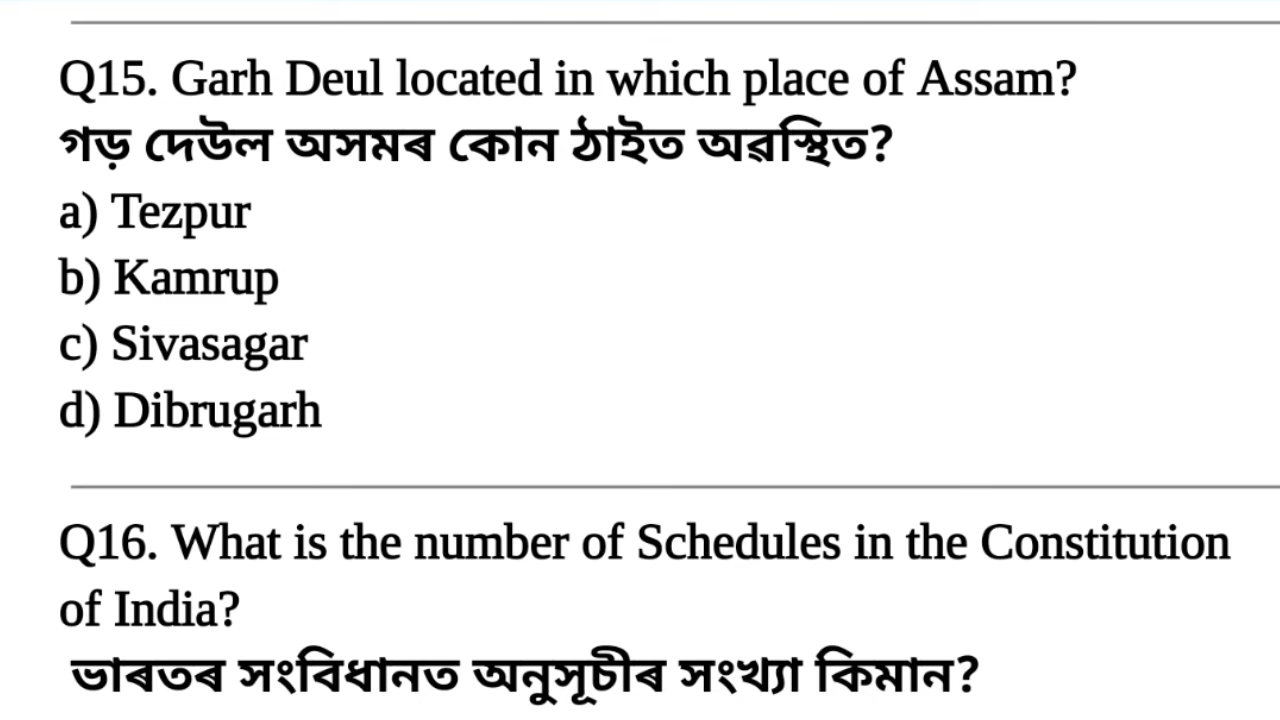 Q15. Garh Deul located in which place of Assam?
গড় দেউল অসমৰ কোন ঠাইত অৱস্থিত?
a) Tezpur
b) Kamrup
c) Sivasagar
d) Dibrugarh
Q16. What is the number of Schedules in the Constitution
of India?
ভাৰতৰ সংবিধানত অনুসূচীৰ সংখ্যা কিমান?